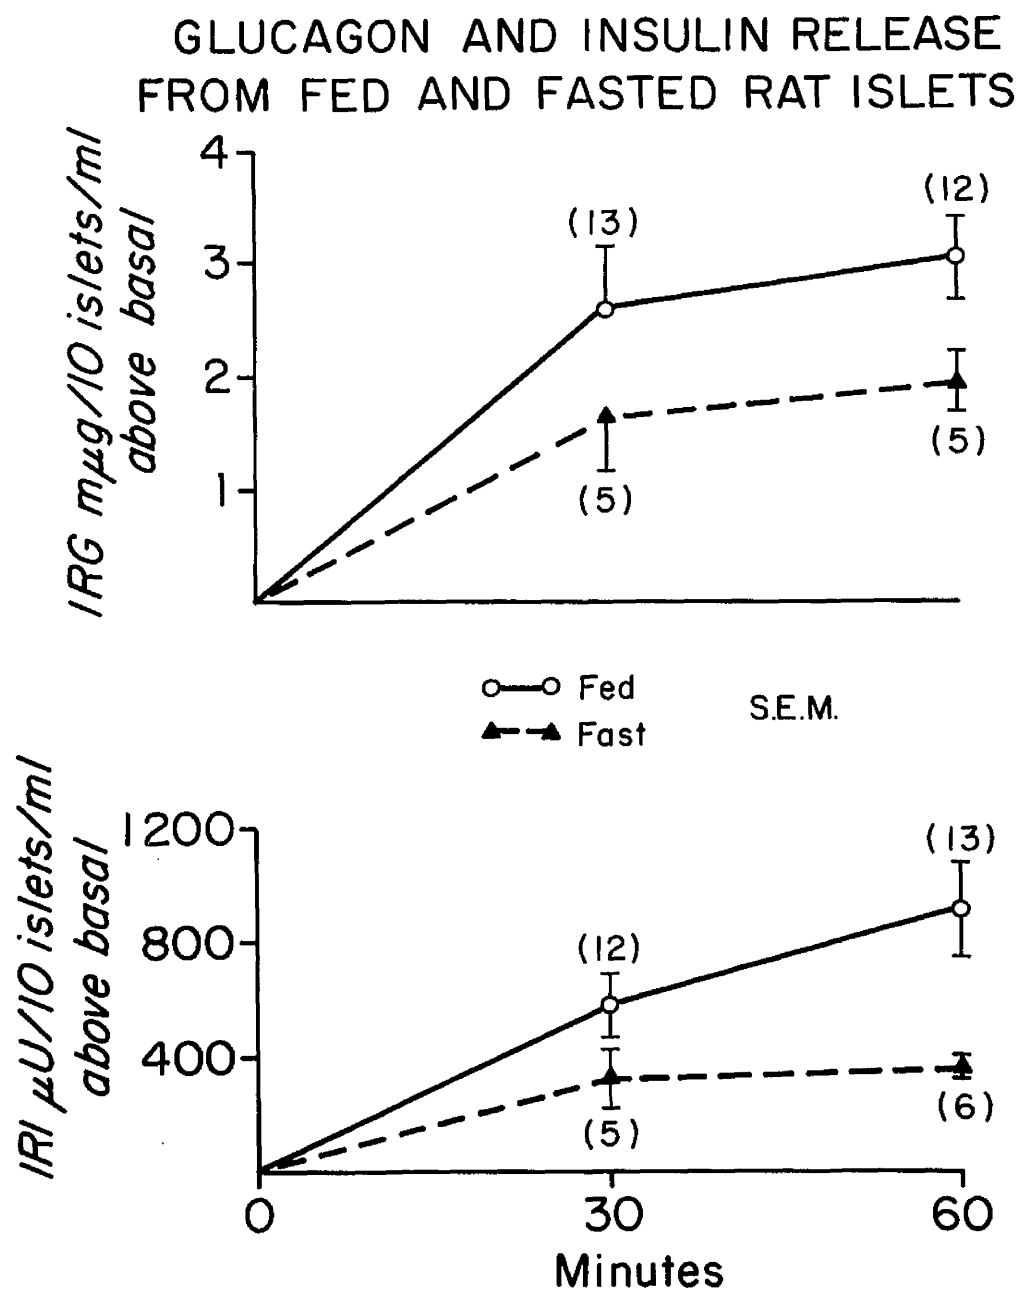 GLUCAGON AND INSULIN RELEASE
FROM FED AND FASTED RAT ISLETS
IRG mμg/10 islets/ml
above basal
4
3
2
1
(13)
(12)
(5)
(5)
Fed
Fast
S.E.M.
IRI μU/10 islets/ml
above basal
1200
800
400
(12)
(13)
(5)
(6)
0 30 60
Minutes